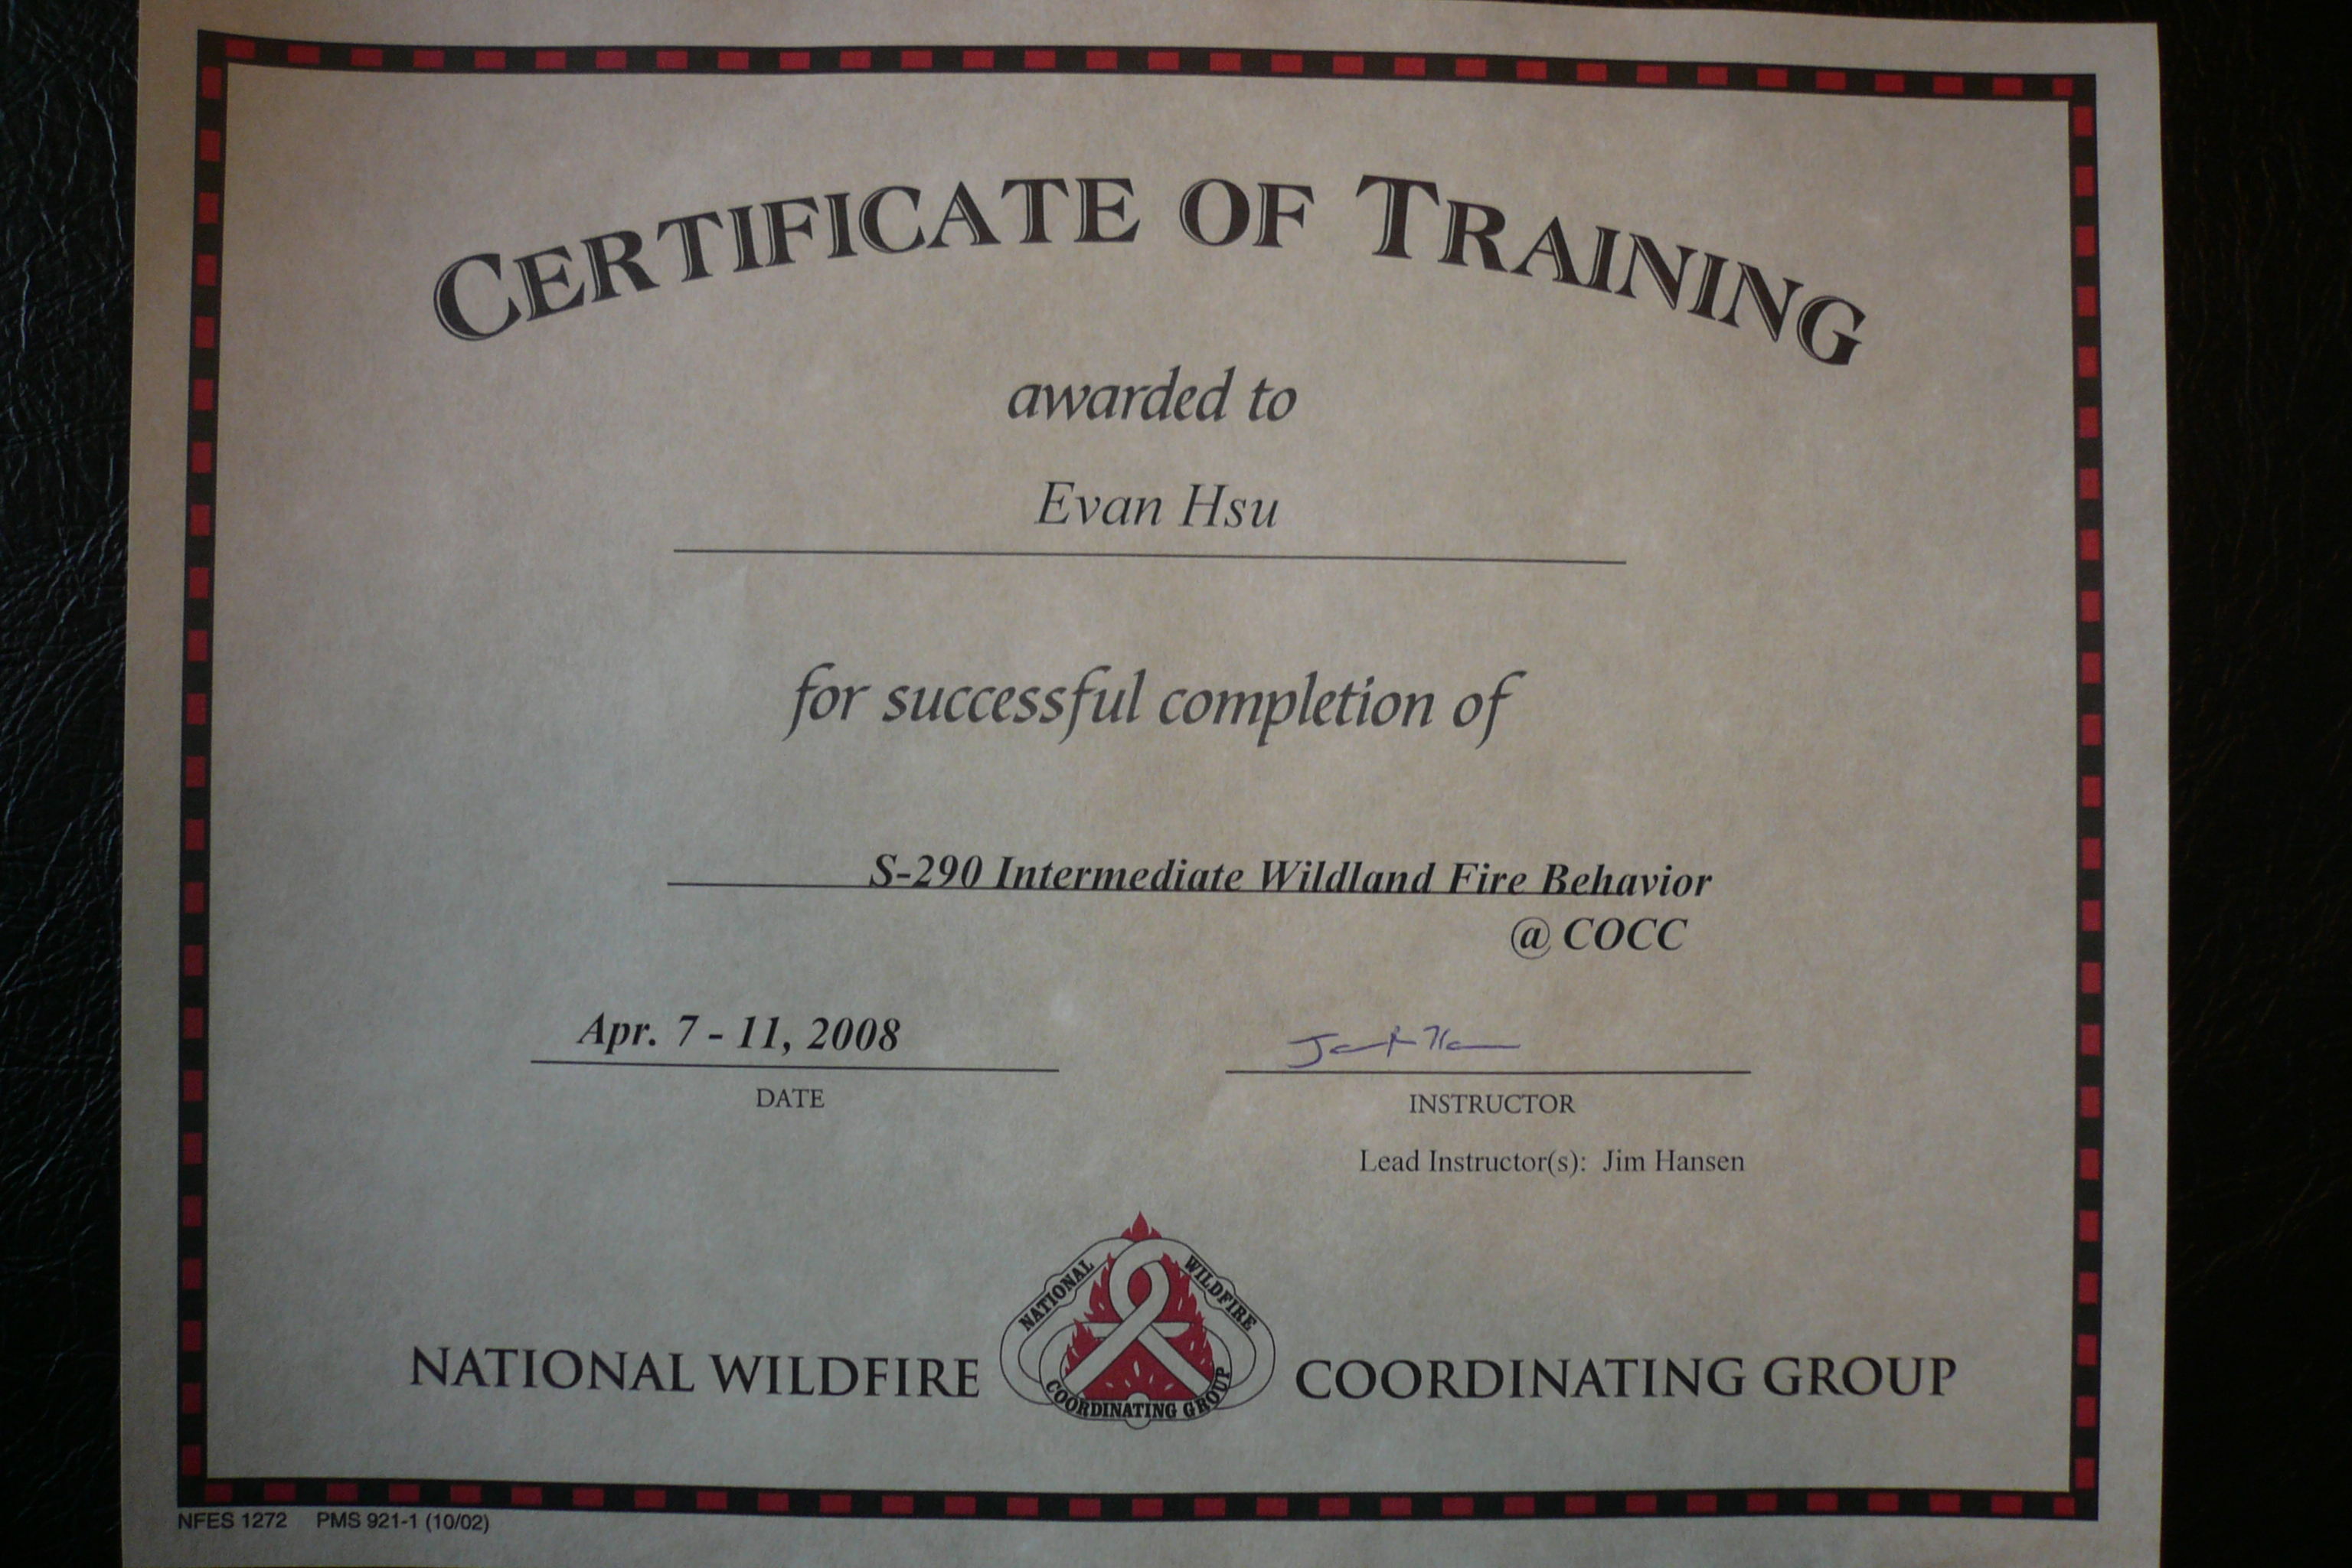 CERTIFICATE OF TRAINING
awarded to
Evan Hsu
for successful completion of
S-290 Intermediate Wildland Fire Behavior
@ COCC
Apr. 7 - 11, 2008
DATE
INSTRUCTOR
Lead Instructor(s): Jim Hansen
NATIONAL WILDFIRE
NATIONAL
WILDFIRE
COORDINATING GROUP
COORDINATING GROUP
NFES 1272 PMS 921-1 (10/02)